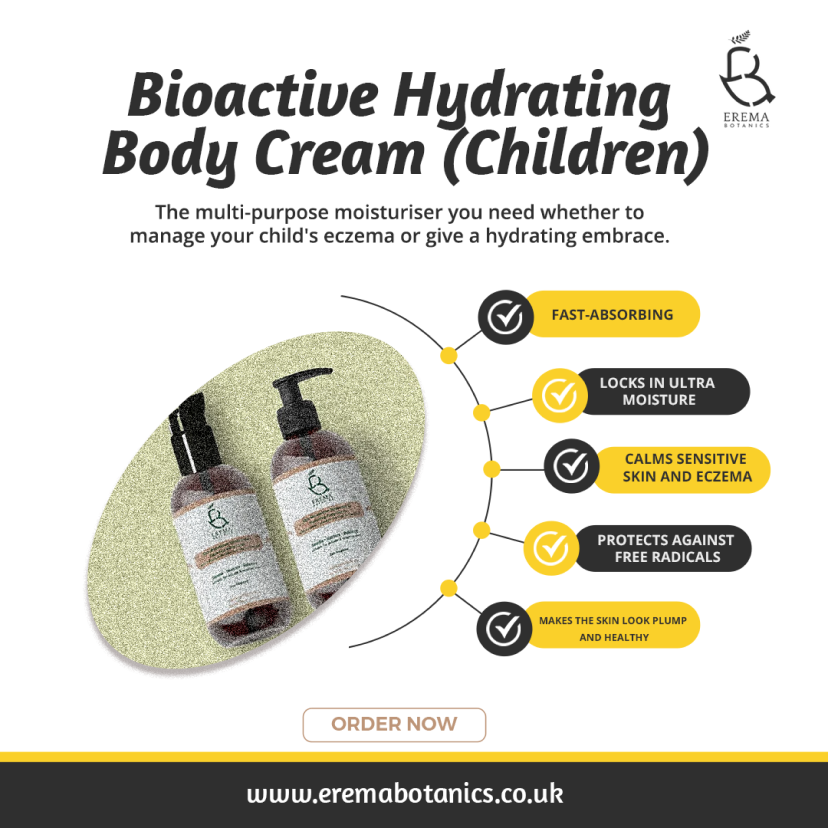 EREMA
BOTANICS
Bioactive Hydrating
Body Cream (Children)
The multi-purpose moisturiser you need whether to
manage your child's eczema or give a hydrating embrace.
FAST-ABSORBING
LOCKS IN ULTRA
MOISTURE
CALMS SENSITIVE
SKIN AND ECZEMA
PROTECTS AGAINST
FREE RADICALS
MAKES THE SKIN LOOK PLUMP
AND HEALTHY
EREMA
ORDER NOW
www.eremabotanics.co.uk